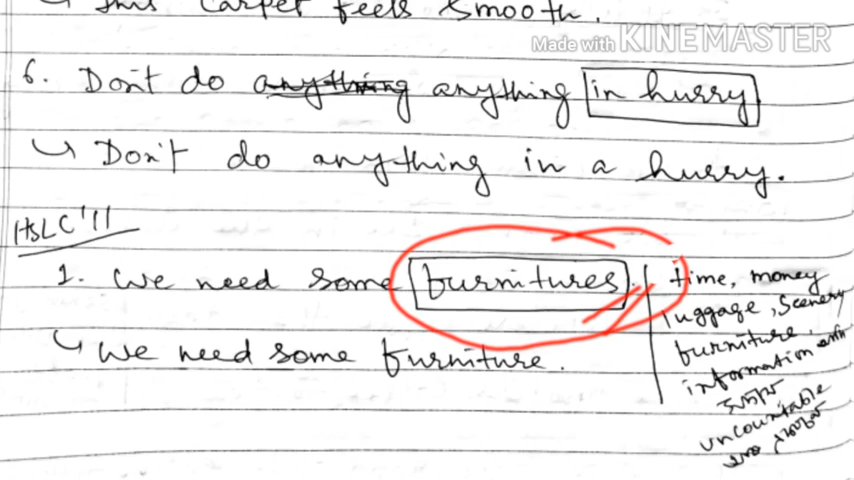 This carpet feels smooth.
Made with KINEMASTER
6. Don't do anything anything in hurry
Don't do anything in a hurry.
HSLC'11
1. We need some furnitures.
We need some furniture.
time, money
luggage, Scenery
furniture.
information
uncountable